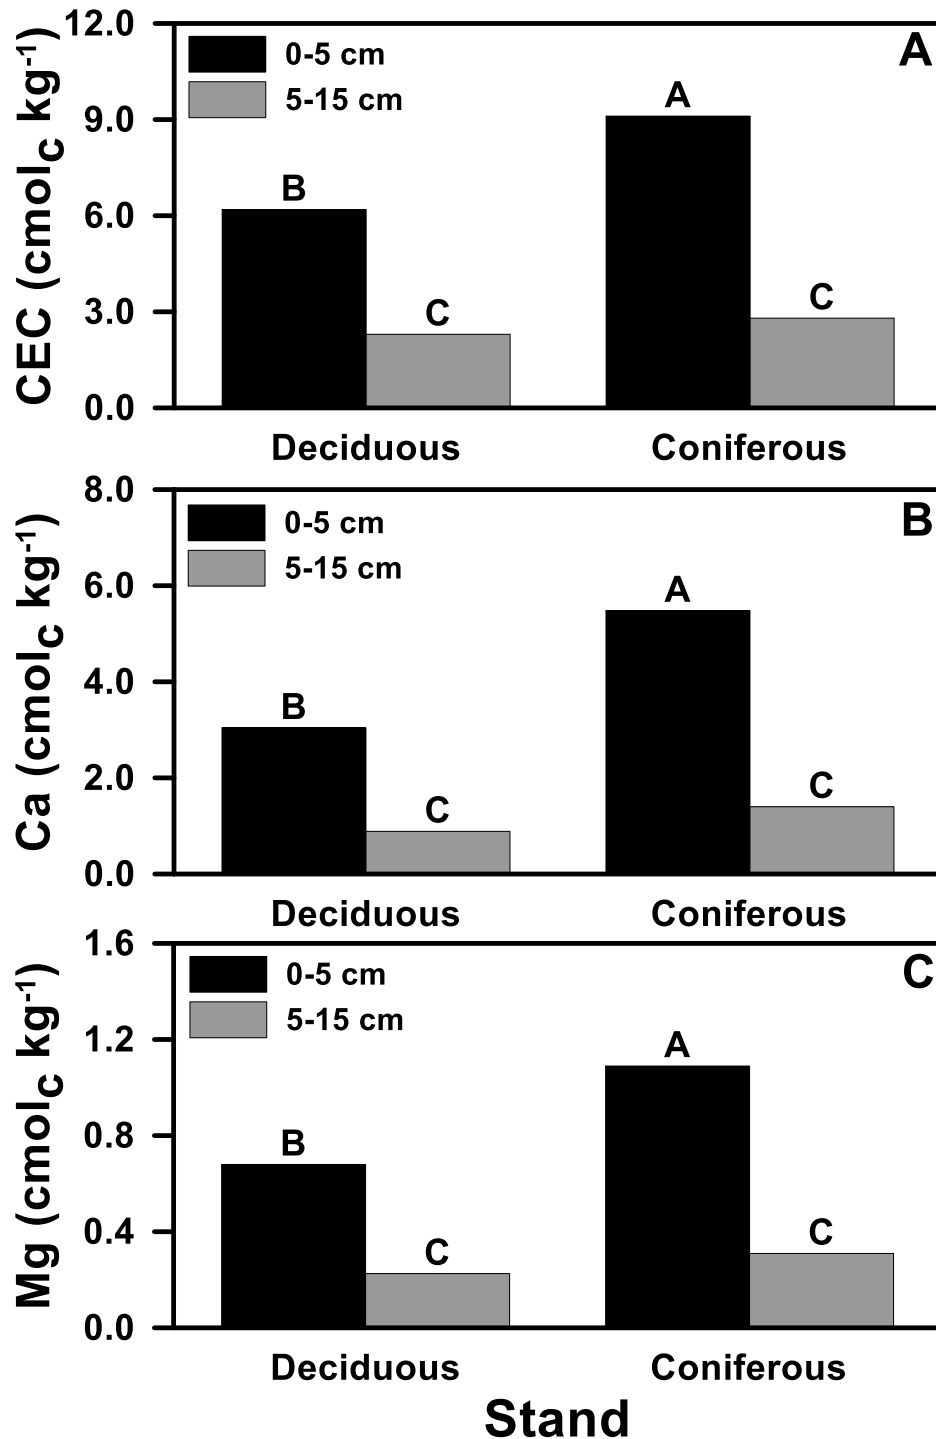 12.0
A
0-5 cm
5-15 cm
A
9.0
B
6.0
C
C
3.0
0.0
CEC (cmolc kg-1)
Deciduous
Coniferous
8.0
B
0-5 cm
5-15 cm
A
6.0
B
4.0
C
C
2.0
0.0
Ca (cmolc kg-1)
Deciduous
Coniferous
1.6
C
0-5 cm
5-15 cm
A
1.2
B
0.8
C
C
0.4
0.0
Mg (cmolc kg-1)
Deciduous
Coniferous
Stand